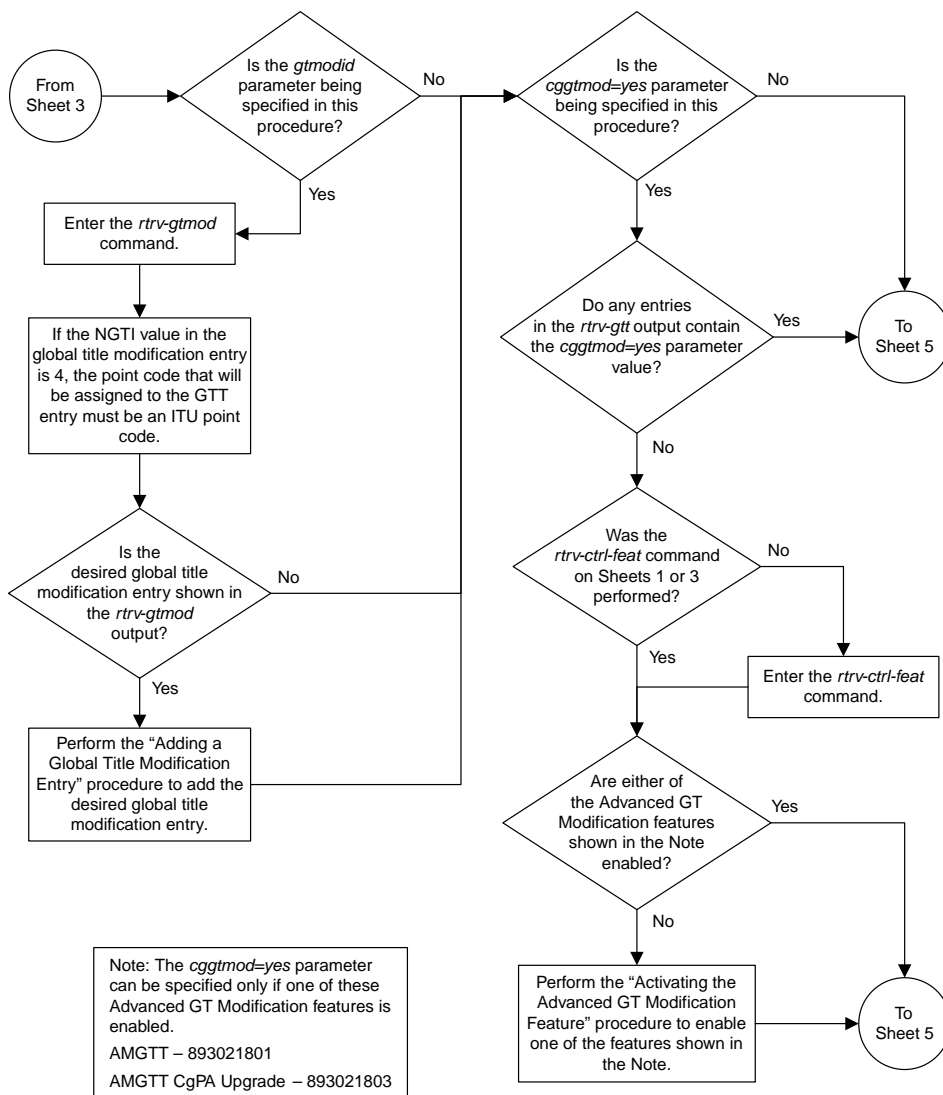 From
Sheet 3
Is the gtmodid
parameter being
specified in this
procedure?
No
Yes
Enter the rtrv-gtmod
command.
If the NGTI value in the
global title modification entry
is 4, the point code that will
be assigned to the GTT
entry must be an ITU point
code.
Is the
desired global title
modification entry shown in
the rtrv-gtmod
output?
No
Yes
Perform the “Adding a
Global Title Modification
Entry” procedure to add the
desired global title
modification entry.
Is the
cggtmod=yes parameter
being specified in this
procedure?
No
Yes
Do any entries
in the rtrv-gtt output contain
the cggtmod=yes parameter
value?
Yes
To
Sheet 5
No
Was the
rtrv-ctrl-feat command
on Sheets 1 or 3
performed?
No
Yes
Enter the rtrv-ctrl-feat
command.
Are either of
the Advanced GT
Modification features
shown in the Note
enabled?
Yes
No
Perform the “Activating the
Advanced GT Modification
Feature” procedure to enable
one of the features shown in
the Note.
To
Sheet 5
Note: The cggtmod=yes parameter
can be specified only if one of these
Advanced GT Modification features is
enabled.
AMGTT – 893021801
AMGTT CgPA Upgrade – 893021803